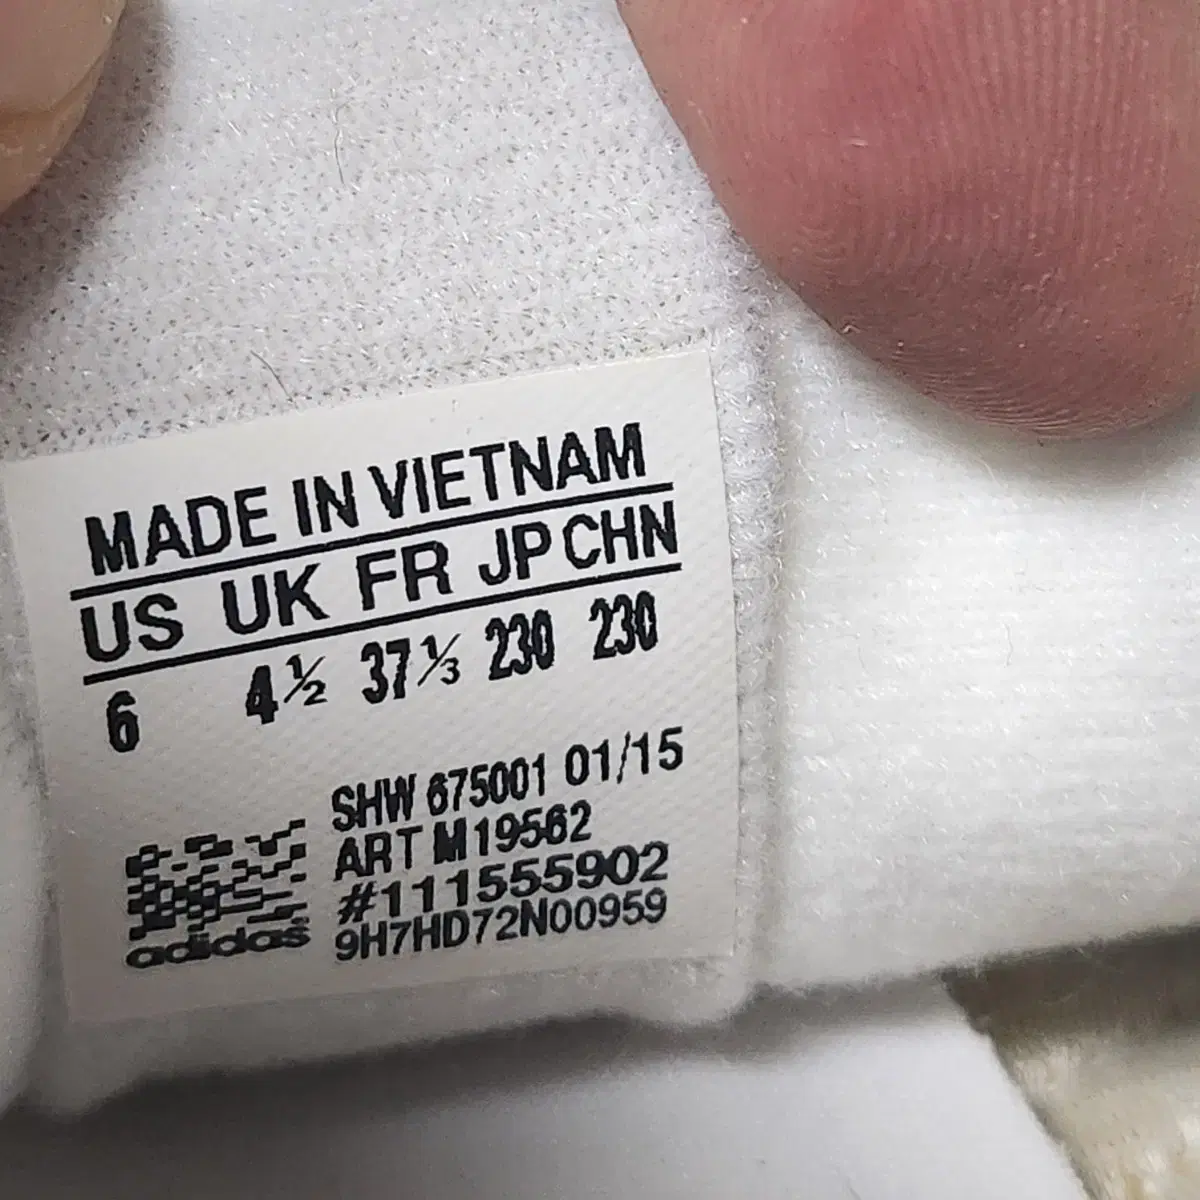 MADE IN VIETNAM
US UK FR JP CHN
6 4½ 37⅓ 230 230
SHW 675001 01/15
ART M19562
#111555902
9H7HD72N00959
adidas